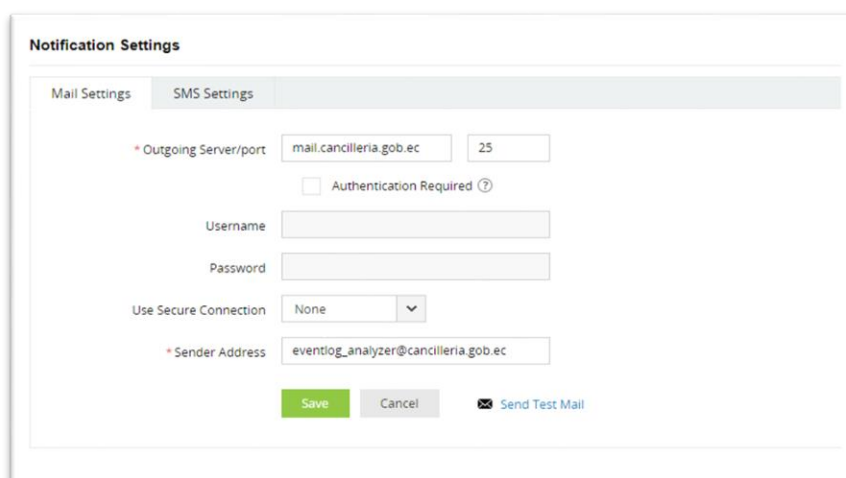 Notification Settings
Mail Settings SMS Settings
* Outgoing Server/port mail.cancilleria.gob.ec 25
Authentication Required ?
Username
Password
Use Secure Connection None
* Sender Address eventlog_analyzer@cancilleria.gob.ec
Save Cancel Send Test Mail